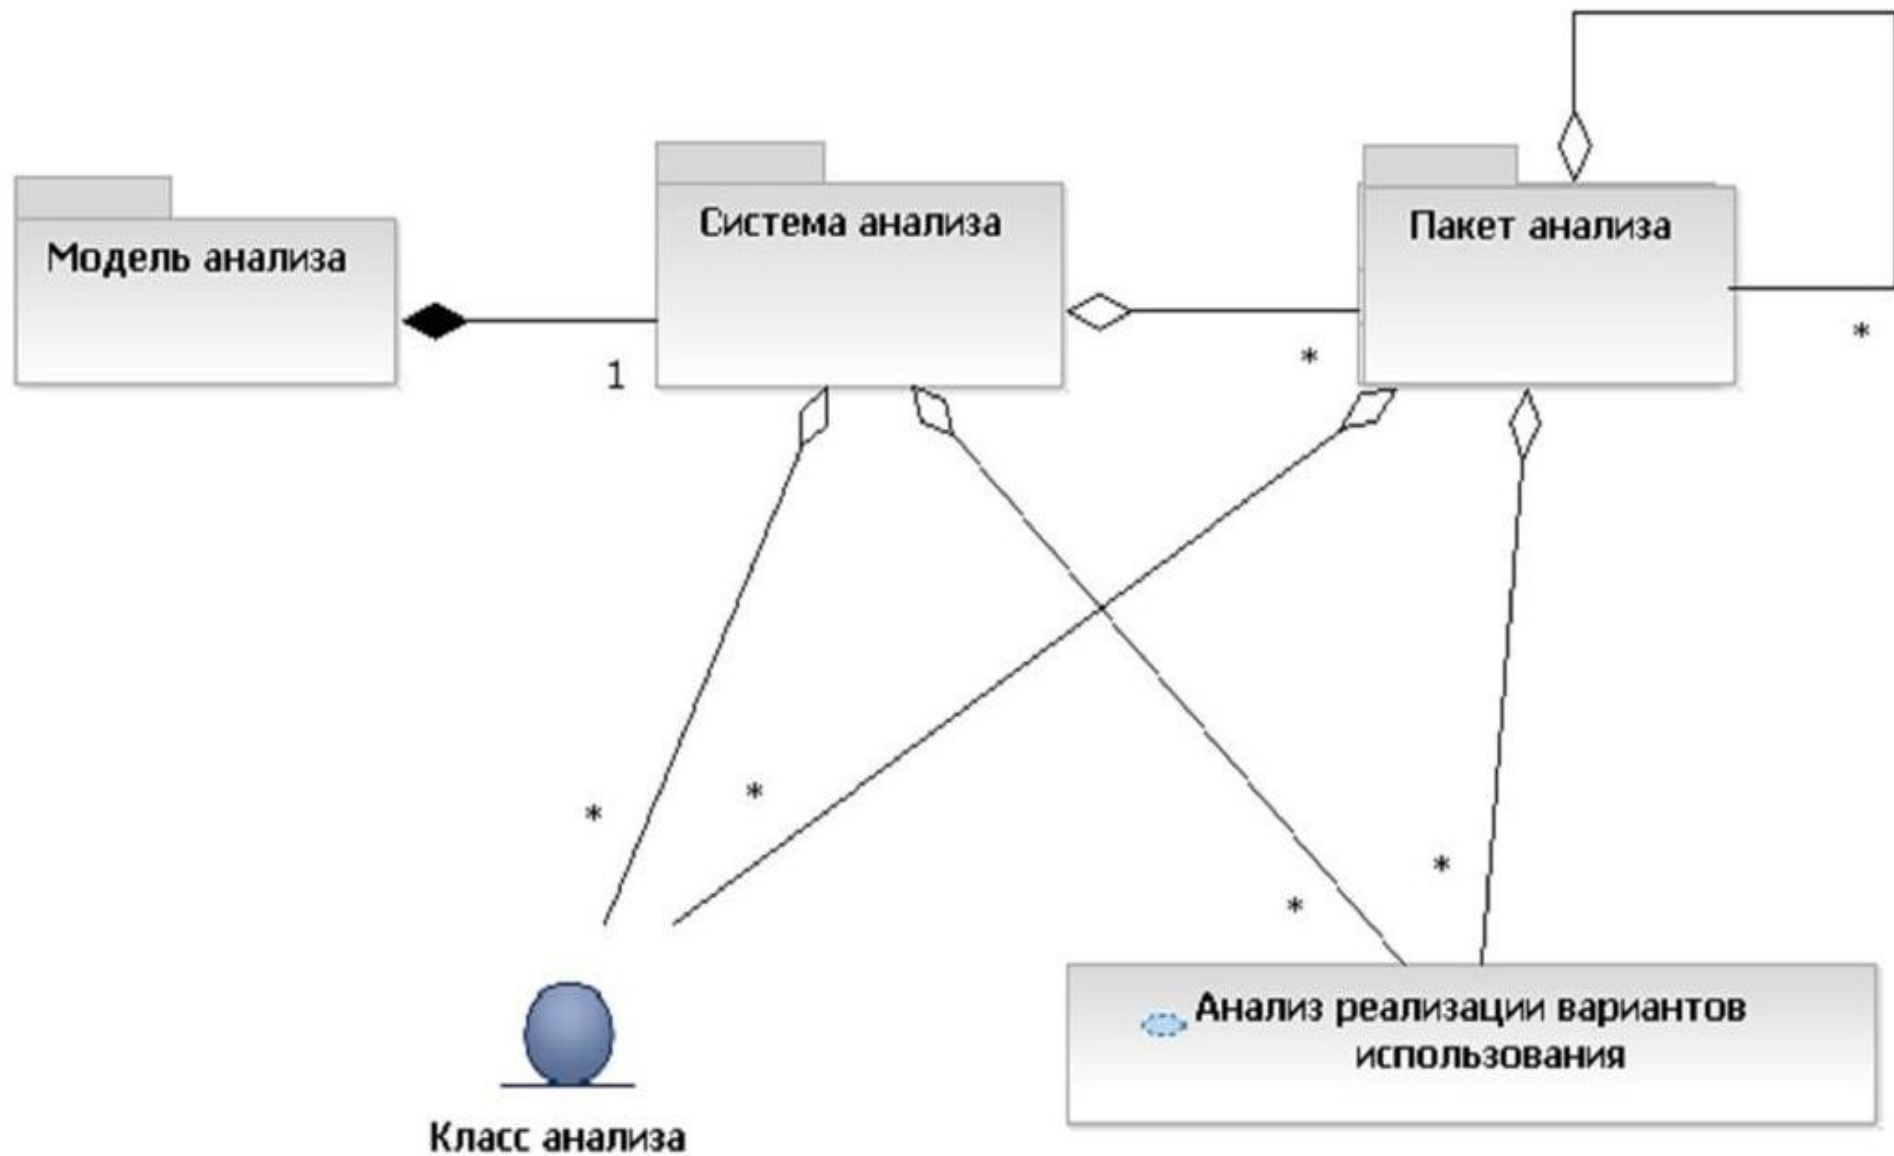 Модель анализа
Система анализа
Пакет анализа
1
*
*
*
*
*
*
Анализ реализации вариантов
использования
Класс анализа